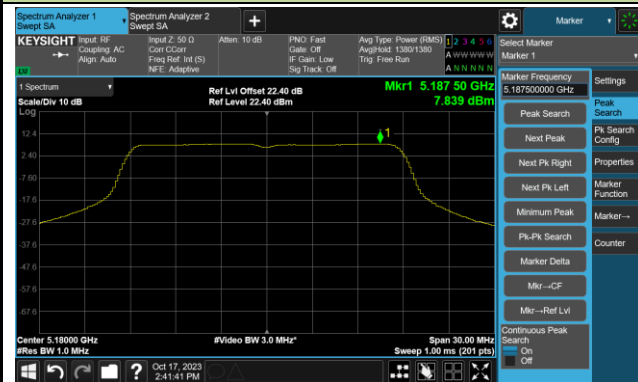 Spectrum Analyzer 1
Swept SA
Spectrum Analyzer 2
Swept SA
+
Marker
KEYSIGHT
Input: RF
Coupling: AC
Align: Auto
Input Z: 50 Ω
Corr CCorr
Freq Ref: Int (S)
NFE: Adaptive
Atten: 10 dB
PNO: Fast
Gate: Off
IF Gain: Low
Sig Track: Off
Avg Type: Power (RMS)
Avg|Hold: 1380/1380
Trig: Free Run
1 2 3 4 5 6
A W W W W W
A N N N N N
LXI
Select Marker
Marker 1
1 Spectrum
Scale/Div 10 dB
Log
Ref Lvl Offset 22.40 dB
Ref Level 22.40 dBm
Mkr1 5.187 50 GHz
7.839 dBm
1
12.4
2.40
-7.60
-17.6
-27.6
-37.6
-47.6
-57.6
-67.6
Center 5.18000 GHz
#Res BW 1.0 MHz
#Video BW 3.0 MHz*
Span 30.00 MHz
Sweep 1.00 ms (201 pts)
Marker Frequency
5.187500000 GHz
Peak Search
Next Peak
Next Pk Right
Next Pk Left
Minimum Peak
Pk-Pk Search
Marker Delta
Mkr→CF
Mkr→Ref Lvl
Continuous Peak
Search
On
Off
Settings
Peak
Search
Pk Search
Config
Properties
Marker
Function
Marker→
Counter
?
Oct 17, 2023
2:41:41 PM